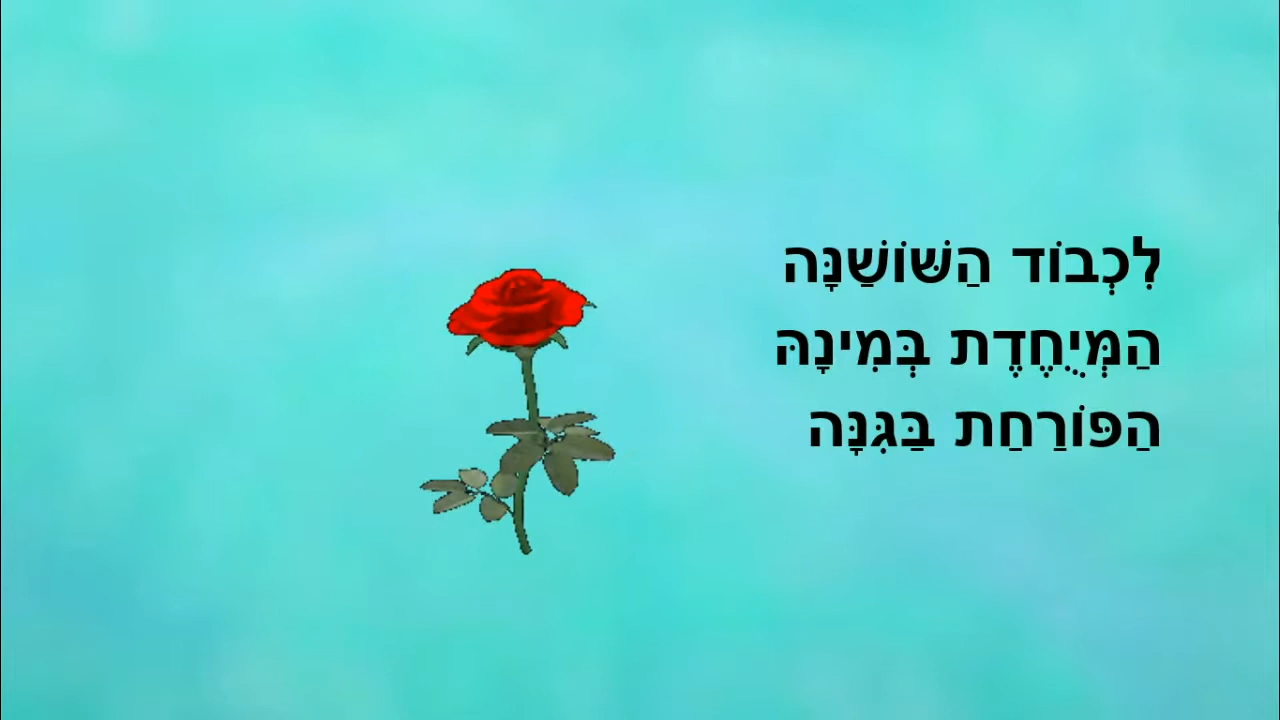 לִכְבוֹד הַשּׁוֹשַׁנָּה
הַמְּיֻחֶדֶת בְּמִינָהּ
הַפּוֹרַחַת בַּגִּנָּה